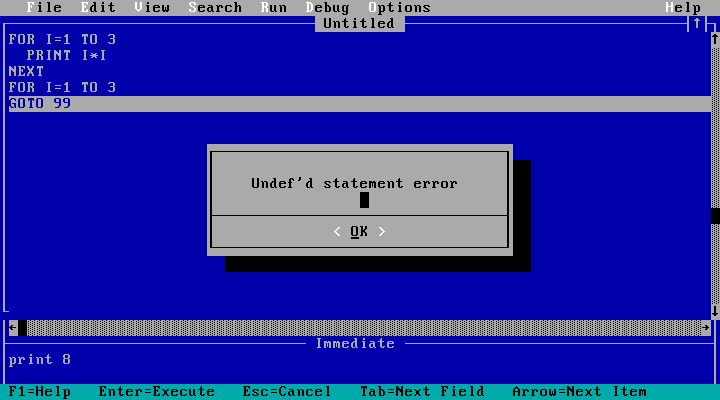 File Edit View Search Run Debug Options Help
Untitled
FOR I=1 TO 3
  PRINT I*I
NEXT
FOR I=1 TO 3
GOTO 99
Undef'd statement error
< OK >
Immediate
print 8
F1=Help Enter=Execute Esc=Cancel Tab=Next Field Arrow=Next Item